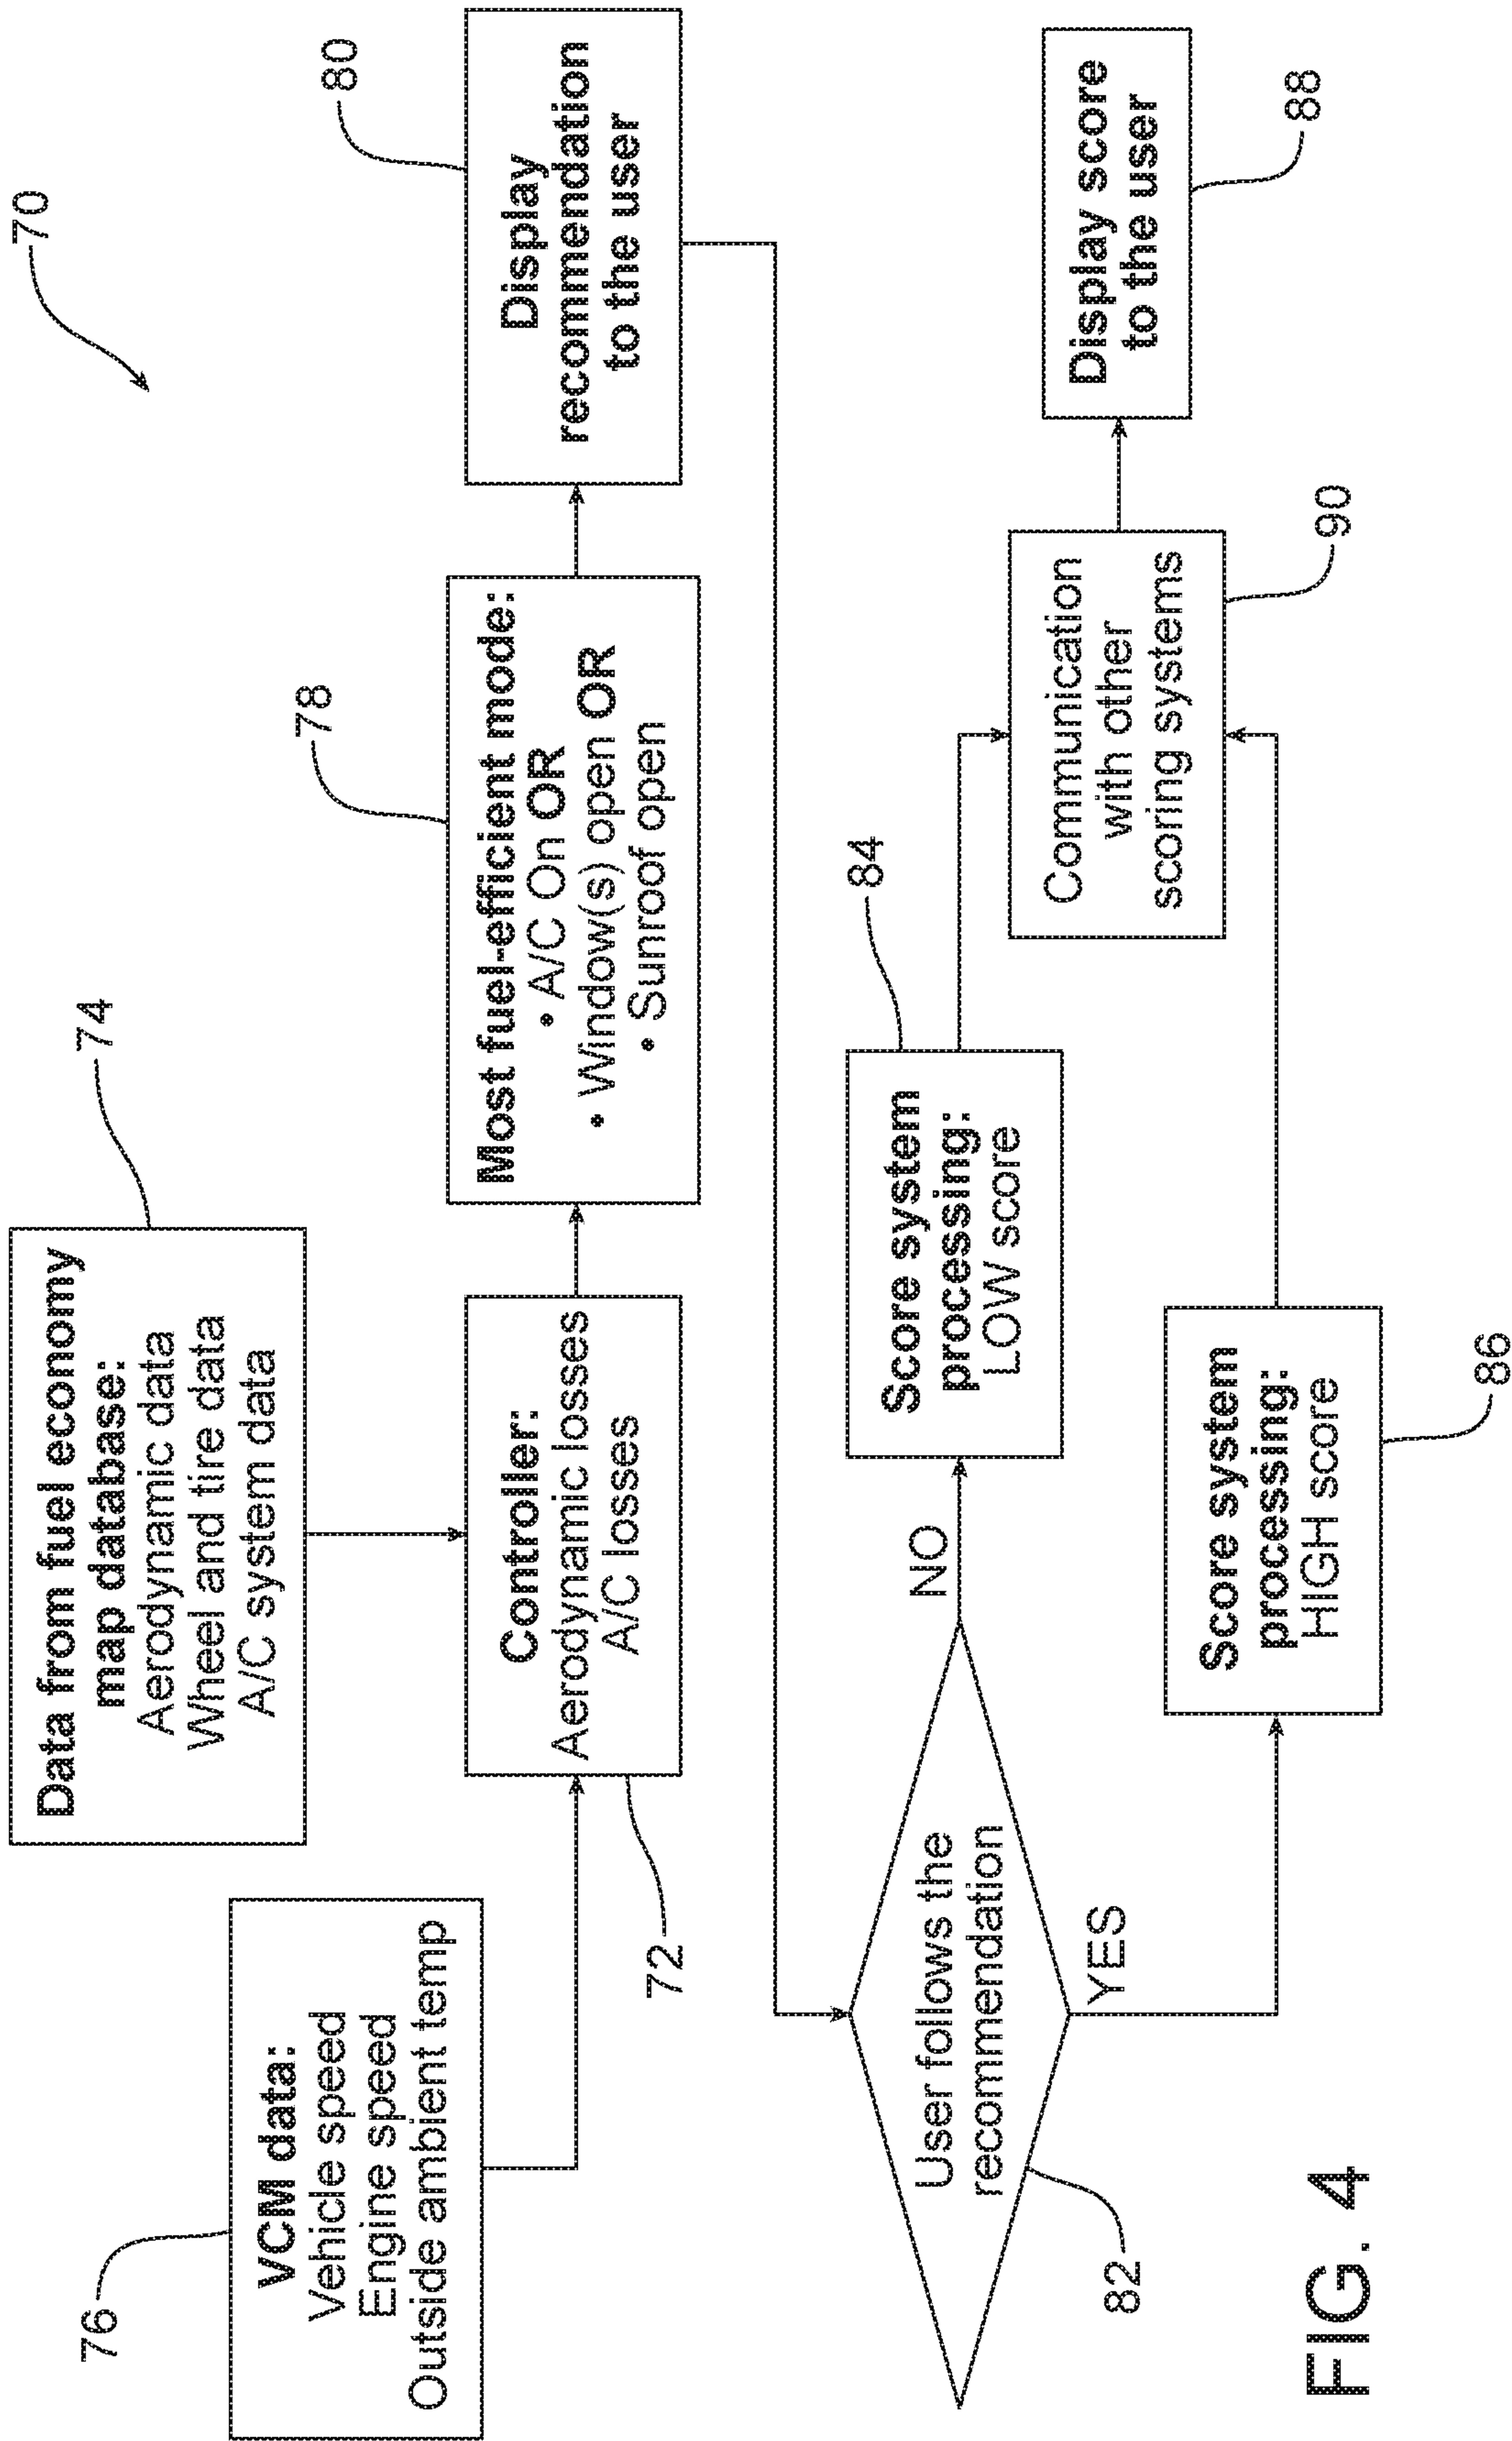 70
74
Data from fuel economy
map database:
Aerodynamic data
Wheel and tire data
A/C system data
76
VCM data:
Vehicle speed
Engine speed
Outside ambient temp
72
Controller:
Aerodynamic losses
A/C losses
78
Most fuel-efficient mode:
• A/C On OR
• Window(s) open OR
• Sunroof open
80
Display
recommendation
to the user
82
User follows the
recommendation
NO
YES
84
Score system
processing:
LOW score
86
Score system
processing:
HIGH score
90
Communication
with other
scoring systems
88
Display score
to the user
FIG. 4